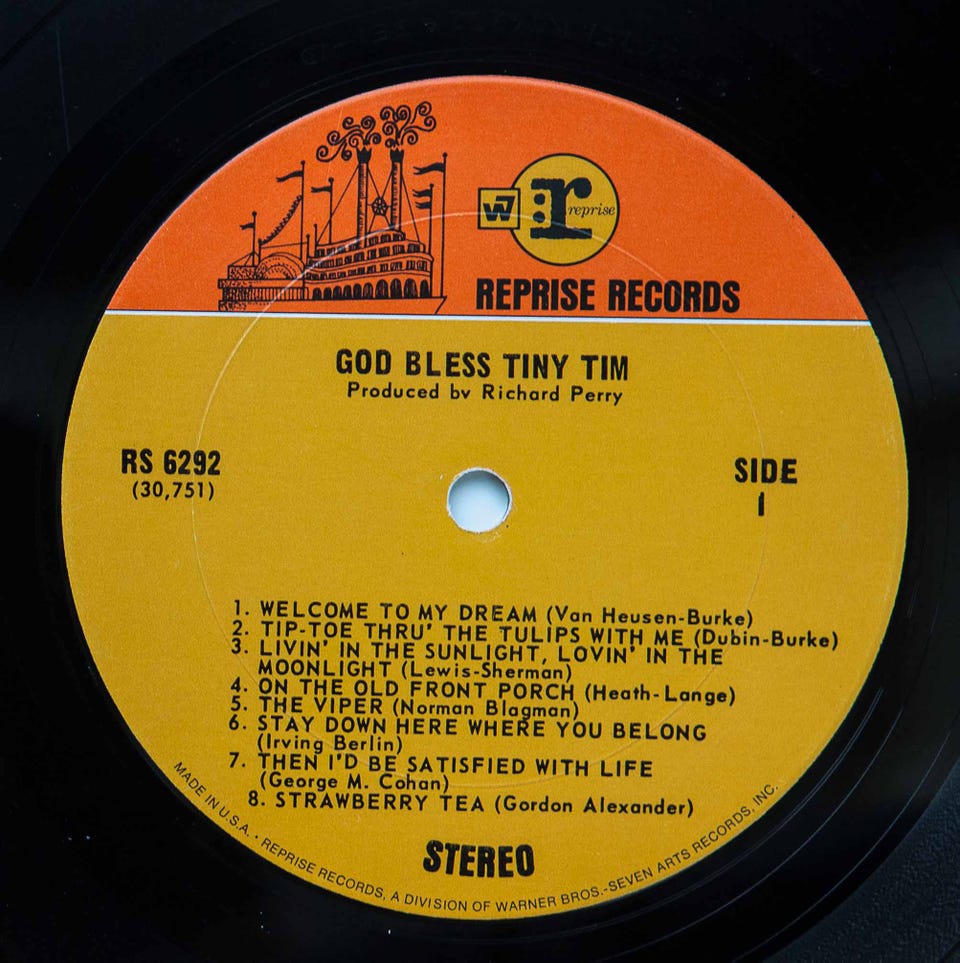 W7
r: reprise
REPRISE RECORDS
GOD BLESS TINY TIM
Produced by Richard Perry
RS 6292
(30,751)
SIDE
1
1. WELCOME TO MY DREAM (Van Heusen-Burke)
2. TIP-TOE THRU' THE TULIPS WITH ME (Dubin-Burke)
3. LIVIN' IN THE SUNLIGHT, LOVIN' IN THE
MOONLIGHT (Lewis-Sherman)
4. ON THE OLD FRONT PORCH (Heath-Lange)
5. THE VIPER (Norman Blagman)
6. STAY DOWN HERE WHERE YOU BELONG
(Irving Berlin)
7. THEN I'D BE SATISFIED WITH LIFE
(George M. Cohan)
8. STRAWBERRY TEA (Gordon Alexander)
STEREO
MADE IN U.S.A. • REPRISE RECORDS, A DIVISION OF WARNER BROS.-SEVEN ARTS RECORDS, INC.